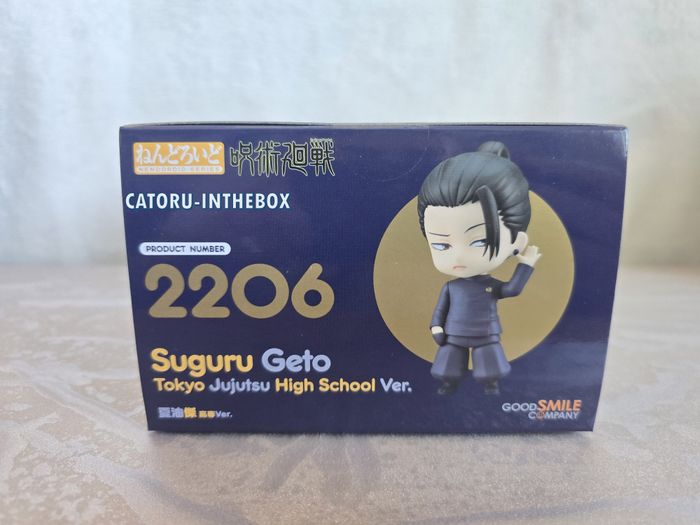 ねんどろいど
NENDOROID SERIES
呪術廻戦
CATORU-INTHEBOX
PRODUCT NUMBER
2206
Suguru Geto
Tokyo Jujutsu High School Ver.
夏油傑 高専Ver.
GOOD SMILE
COMPANY